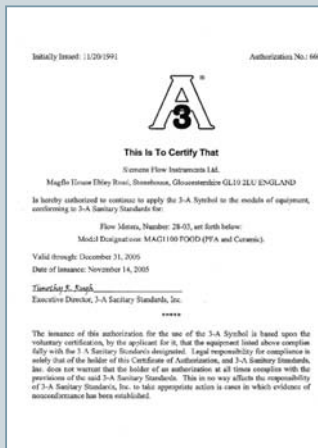 Initially Issued: 11/20/1991
Authorization No.: 66
A
3
®
This Is To Certify That
Siemens Flow Instruments Ltd.
Magflo House Ebley Road, Stonehouse, Gloucestershire GL10 2LU ENGLAND
Is hereby authorized to continue to apply the 3-A Symbol to the models of equipment,
conforming to 3-A Sanitary Standards for:
Flow Meters, Number: 28-03, set forth below:
Model Designations: MAG1100 FOOD (PFA and Ceramic).
Valid through: December 31, 2006
Date of issuance: November 14, 2005
Timothy R. Rugh
Executive Director, 3-A Sanitary Standards, Inc.
*****
The issuance of this authorization for the use of the 3-A Symbol is based upon the
voluntary certification, by the applicant for it, that the equipment listed above complies
fully with the 3-A Sanitary Standards designated. Legal responsibility for compliance is
solely that of the holder of this Certificate of Authorization, and 3-A Sanitary Standards,
Inc. does not warrant that the holder of an authorization at all times complies with the
provisions of the said 3-A Sanitary Standards. This in no way affects the responsibility
of 3-A Sanitary Standards, Inc. to take appropriate action in cases in which evidence of
nonconformance has been established.